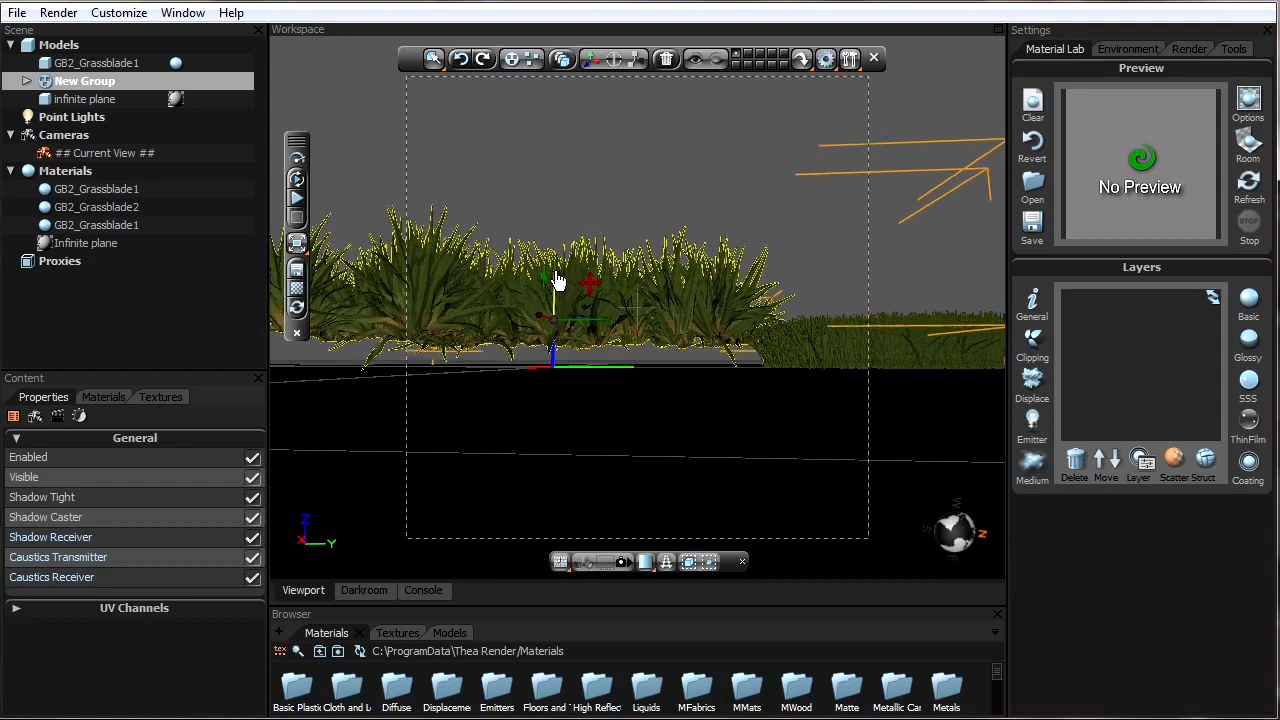 File Render Customize Window Help
Scene
Models
GB2_Grassblade1
New Group
infinite plane
Point Lights
Cameras
## Current View ##
Materials
GB2_Grassblade1
GB2_Grassblade2
GB2_Grassblade1
Infinite plane
Proxies
Content
Properties Materials Textures
General
Enabled
Visible
Shadow Tight
Shadow Caster
Shadow Receiver
Caustics Transmitter
Caustics Receiver
UV Channels
Workspace
W
S
N
E
Z
X
Y
Viewport Darkroom Console
Browser
Materials Textures Models
tex C:\ProgramData\Thea Render/Materials
Basic Plastic Cloth and L Diffuse Displaceme Emitters Floors and T High Reflec Liquids MFabrics MMats MWood Matte Metallic Car Metals
Settings
Material Lab Environment Render Tools
Preview
Clear
Revert
Open
Save
No Preview
Options
Room
Refresh
STOP
Stop
Layers
General
Clipping
Displace
Emitter
Medium
Basic
Glossy
SSS
ThinFilm
Coating
Delete Move Layer Scatter Struct